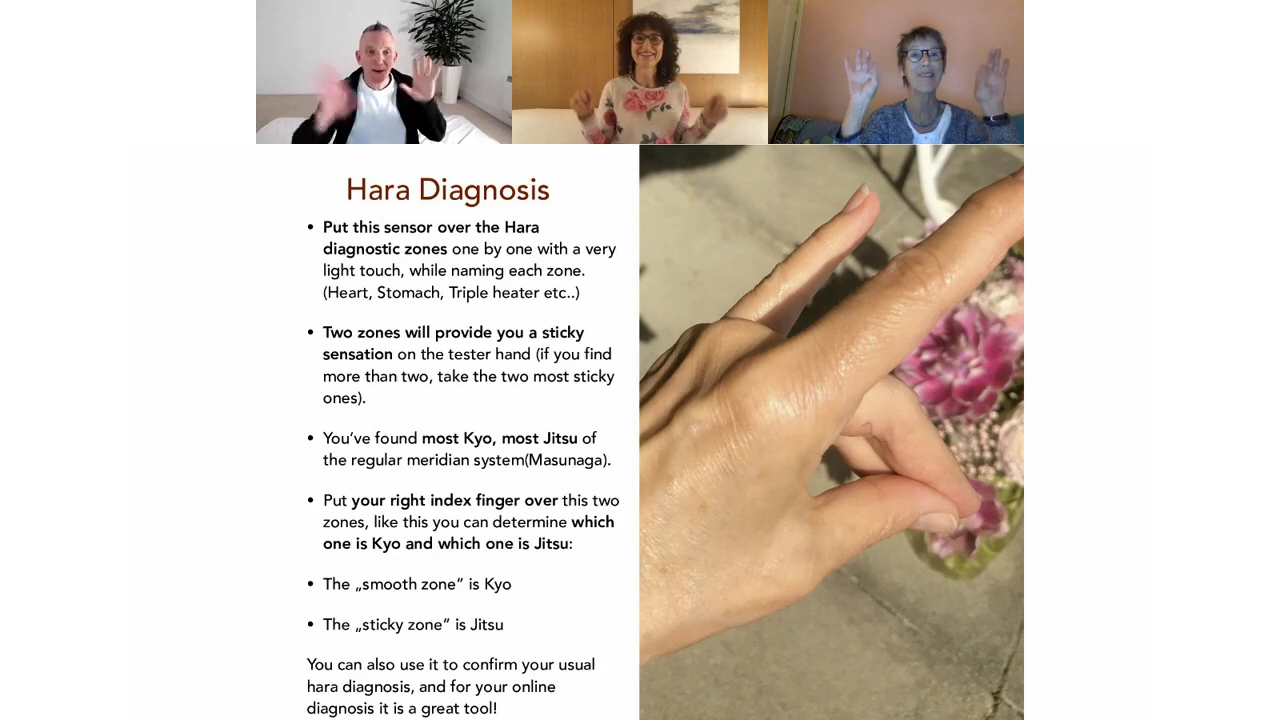 Hara Diagnosis
• Put this sensor over the Hara
diagnostic zones one by one with a very
light touch, while naming each zone.
(Heart, Stomach, Triple heater etc..)
• Two zones will provide you a sticky
sensation on the tester hand (if you find
more than two, take the two most sticky
ones).
• You’ve found most Kyo, most Jitsu of
the regular meridian system(Masunaga).
• Put your right index finger over this two
zones, like this you can determine which
one is Kyo and which one is Jitsu:
• The „smooth zone“ is Kyo
• The „sticky zone“ is Jitsu
You can also use it to confirm your usual
hara diagnosis, and for your online
diagnosis it is a great tool!